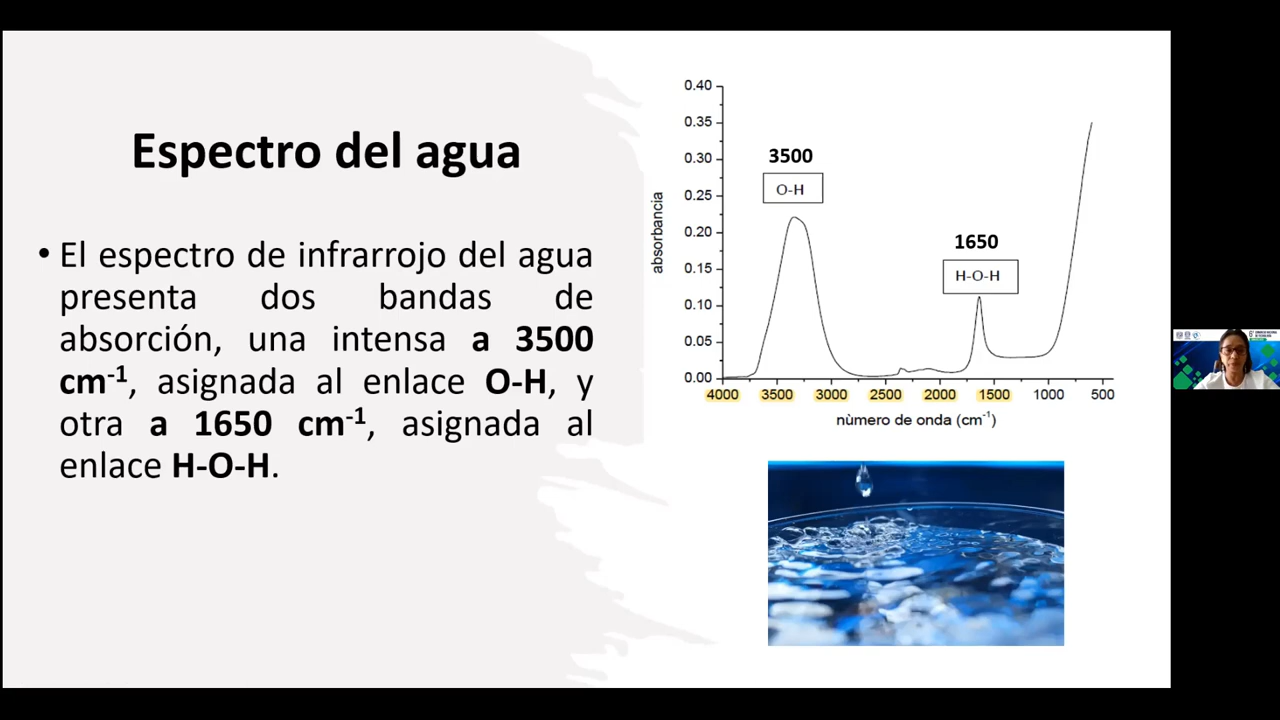 Espectro del agua
• El espectro de infrarrojo del agua
presenta dos bandas de
absorción, una intensa a 3500
cm-1, asignada al enlace O-H, y
otra a 1650 cm-1, asignada al
enlace H-O-H.
0.40
0.35
0.30
0.25
0.20
0.15
0.10
0.05
0.00
absorbancia
3500
O-H
1650
H-O-H
4000 3500 3000 2500 2000 1500 1000 500
nùmero de onda (cm-1)